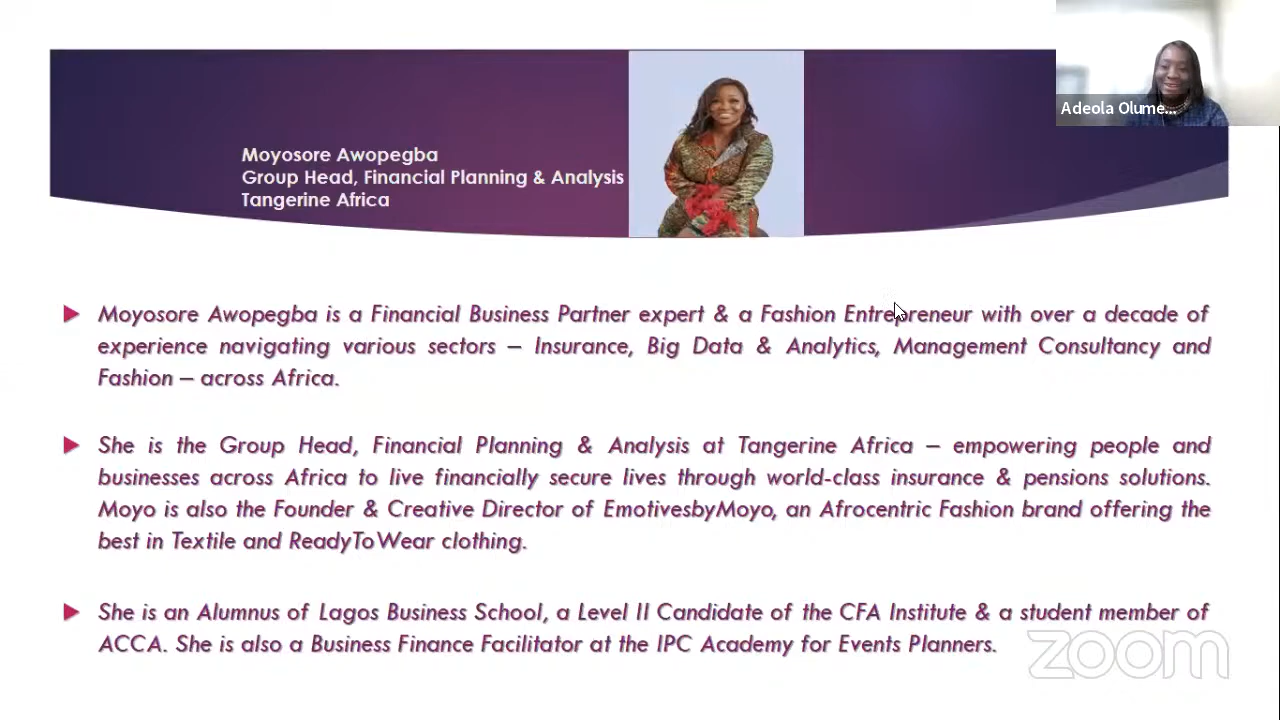 Adeola Olume...
Moyosore Awopegba
Group Head, Financial Planning & Analysis
Tangerine Africa
Moyosore Awopegba is a Financial Business Partner expert & a Fashion Entrepreneur with over a decade of
experience navigating various sectors – Insurance, Big Data & Analytics, Management Consultancy and
Fashion – across Africa.
She is the Group Head, Financial Planning & Analysis at Tangerine Africa – empowering people and
businesses across Africa to live financially secure lives through world-class insurance & pensions solutions.
Moyo is also the Founder & Creative Director of EmotivesbyMoyo, an Afrocentric Fashion brand offering the
best in Textile and ReadyToWear clothing.
She is an Alumnus of Lagos Business School, a Level II Candidate of the CFA Institute & a student member of
ACCA. She is also a Business Finance Facilitator at the IPC Academy for Events Planners.
zoom